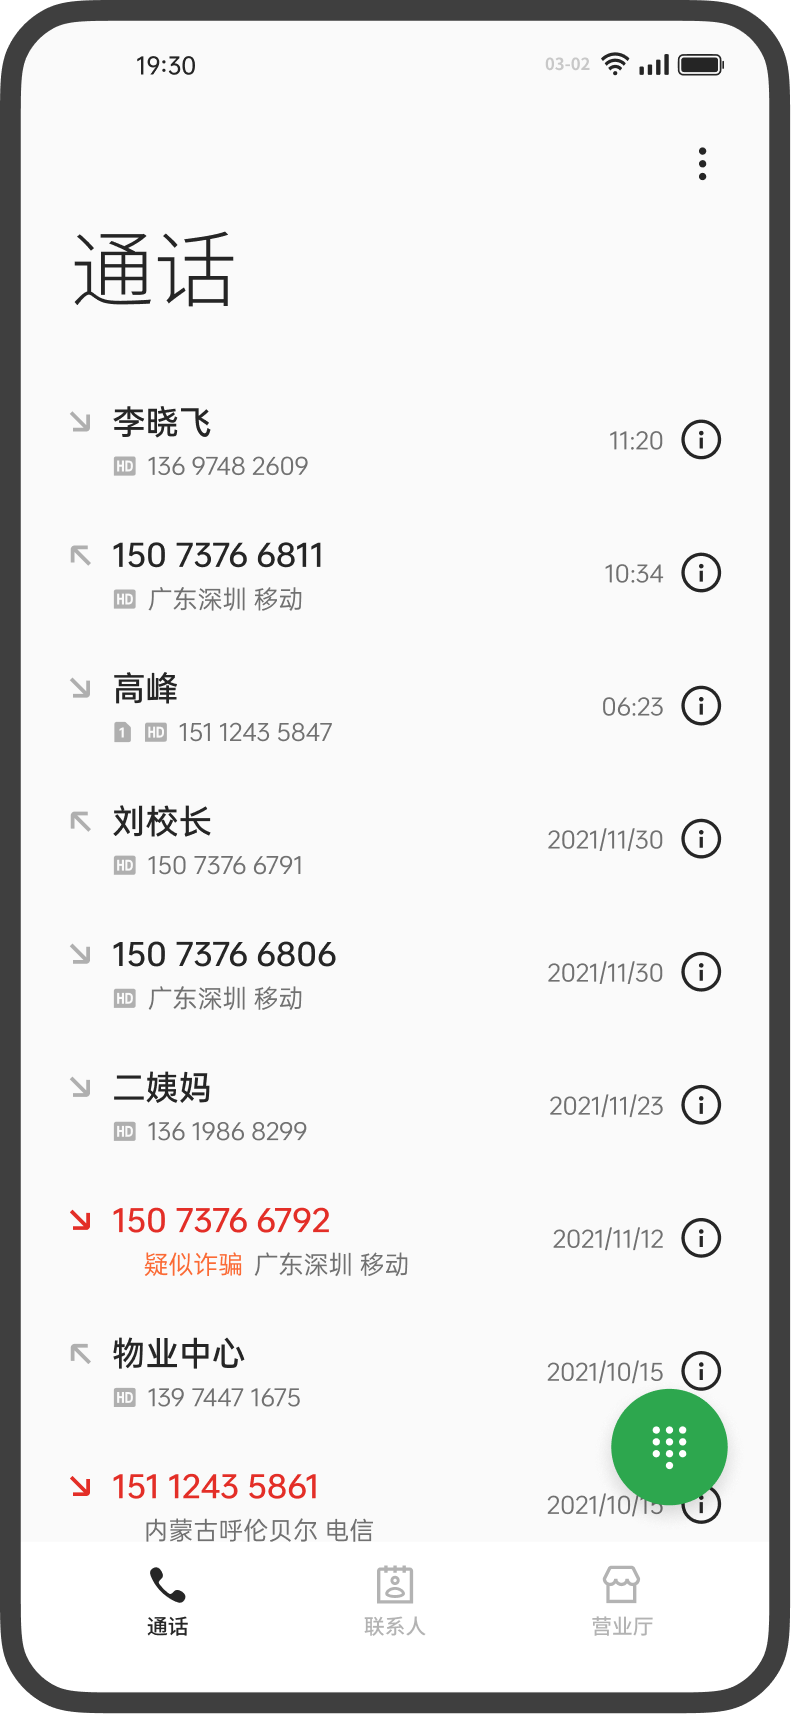 19:30 03-02
通话
李晓飞
HD 136 9748 2609
11:20
150 7376 6811
HD 广东深圳 移动
10:34
高峰
1 HD 151 1243 5847
06:23
刘校长
HD 150 7376 6791
2021/11/30
150 7376 6806
HD 广东深圳 移动
2021/11/30
二姨妈
HD 136 1986 8299
2021/11/23
150 7376 6792
疑似诈骗 广东深圳 移动
2021/11/12
物业中心
HD 139 7447 1675
2021/10/15
151 1243 5861
内蒙古呼伦贝尔 电信
2021/10/15
通话 联系人 营业厅